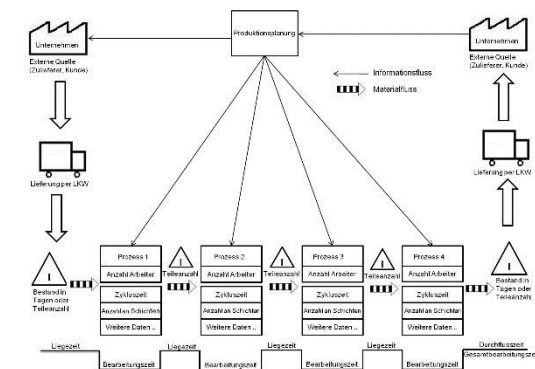 Produktionsplanung
Unternehmen
Externe Quelle
(Zulieferer, Kunde)
Unternehmen
Externe Quelle
(Zulieferer, Kunde)
Informationsfluss
Materialfluss
Lieferung per LKW
Lieferung per LKW
Bestand in
Tagen oder
Teileanzahl
Prozess 1
Anzahl Arbeiter
Zykluszeit
Anzahl an Schichten
Weitere Daten ..
Teileanzahl
Prozess 2
Anzahl Arbeiter
Zykluszeit
Anzahl an Schichten
Weitere Daten ..
Teileanzahl
Prozess 3
Anzahl Arbeiter
Zykluszeit
Anzahl an Schichten
Weitere Daten ..
Teileanzahl
Prozess 4
Anzahl Arbeiter
Zykluszeit
Anzahl an Schichten
Weitere Daten ..
Bestand in
Tagen oder
Teileanzahl
Liegezeit
Bearbeitungszeit
Liegezeit
Bearbeitungszeit
Liegezeit
Bearbeitungszeit
Liegezeit
Bearbeitungszeit
Durchflusszeit
Gesamtbearbeitungsze